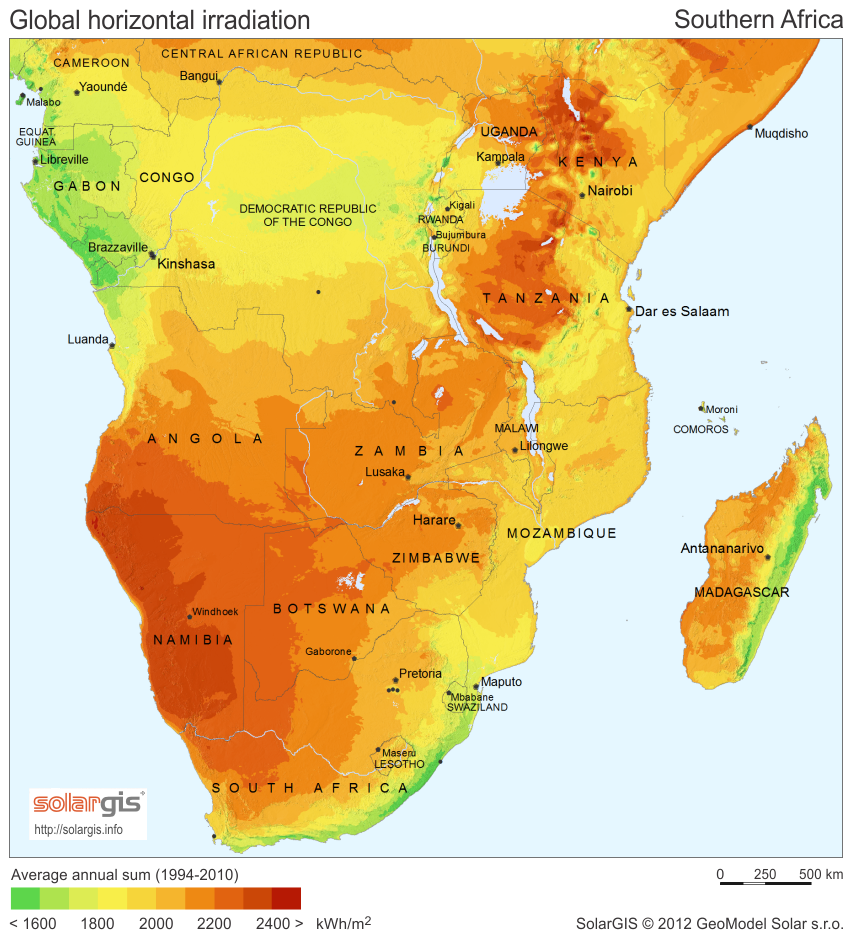 Global horizontal irradiation
Southern Africa
CENTRAL AFRICAN REPUBLIC
CAMEROON
Bangui
Yaoundé
Malabo
Muqdisho
EQUAT.
GUINEA
UGANDA
Kampala
KENYA
Libreville
GABON
CONGO
Nairobi
DEMOCRATIC REPUBLIC
OF THE CONGO
Kigali
RWANDA
Bujumbura
BURUNDI
Brazzaville
Kinshasa
TANZANIA
Dar es Salaam
Luanda
Moroni
COMOROS
ANGOLA
ZAMBIA
MALAWI
Lilongwe
Lusaka
Harare
MOZAMBIQUE
ZIMBABWE
Antananarivo
MADAGASCAR
Windhoek
BOTSWANA
NAMIBIA
Gaborone
Pretoria
Maputo
Mbabane
SWAZILAND
Maseru
LESOTHO
SOUTH AFRICA
solargis
http://solargis.info
Average annual sum (1994-2010)
0 250 500 km
< 1600 1800 2000 2200 2400 > kWh/m2
SolarGIS © 2012 GeoModel Solar s.r.o.